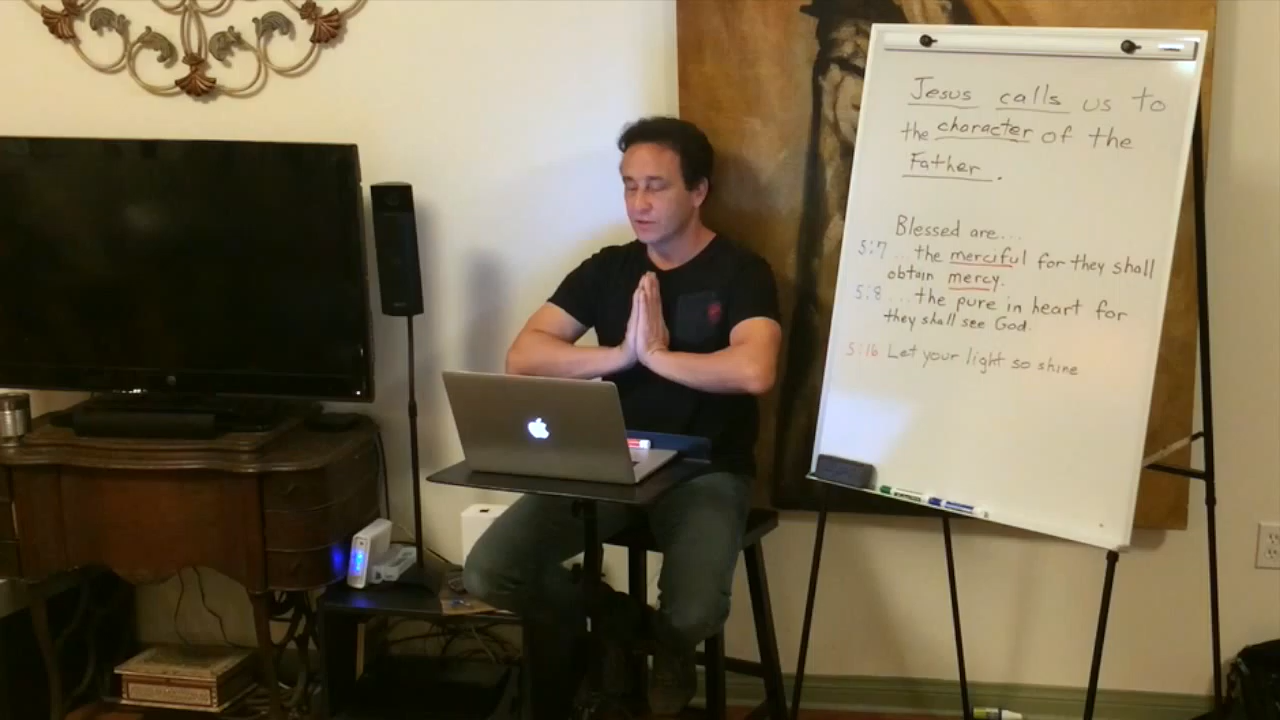 Jesus calls us to
the character of the
Father.
Blessed are...
5:7 ... the merciful for they shall
obtain mercy.
5:8 ... the pure in heart for
they shall see God.
5:16 Let your light so shine